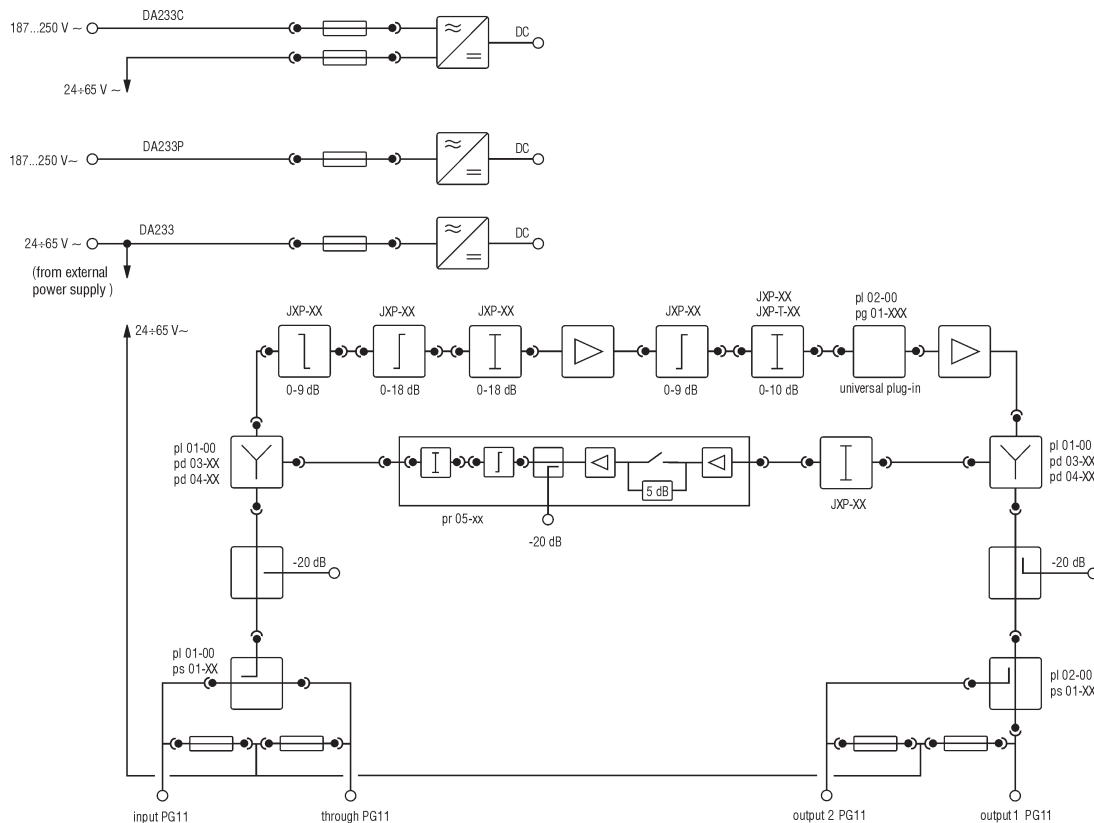 DA233C
187...250 V ~
DC
24÷65 V ~
DA233P
187...250 V~
DC
DA233
24÷65 V ~
DC
(from external
power supply )
24÷65 V~
JXP-XX
JXP-XX
JXP-XX
JXP-XX
JXP-XX
JXP-T-XX
pl 02-00
pg 01-XXX
0-9 dB
0-18 dB
0-18 dB
0-9 dB
0-10 dB
universal plug-in
pl 01-00
pd 03-XX
pd 04-XX
5 dB
pr 05-xx
-20 dB
JXP-XX
pl 01-00
pd 03-XX
pd 04-XX
-20 dB
-20 dB
pl 01-00
ps 01-XX
pl 02-00
ps 01-XX
input PG11
through PG11
output 2 PG11
output 1 PG11